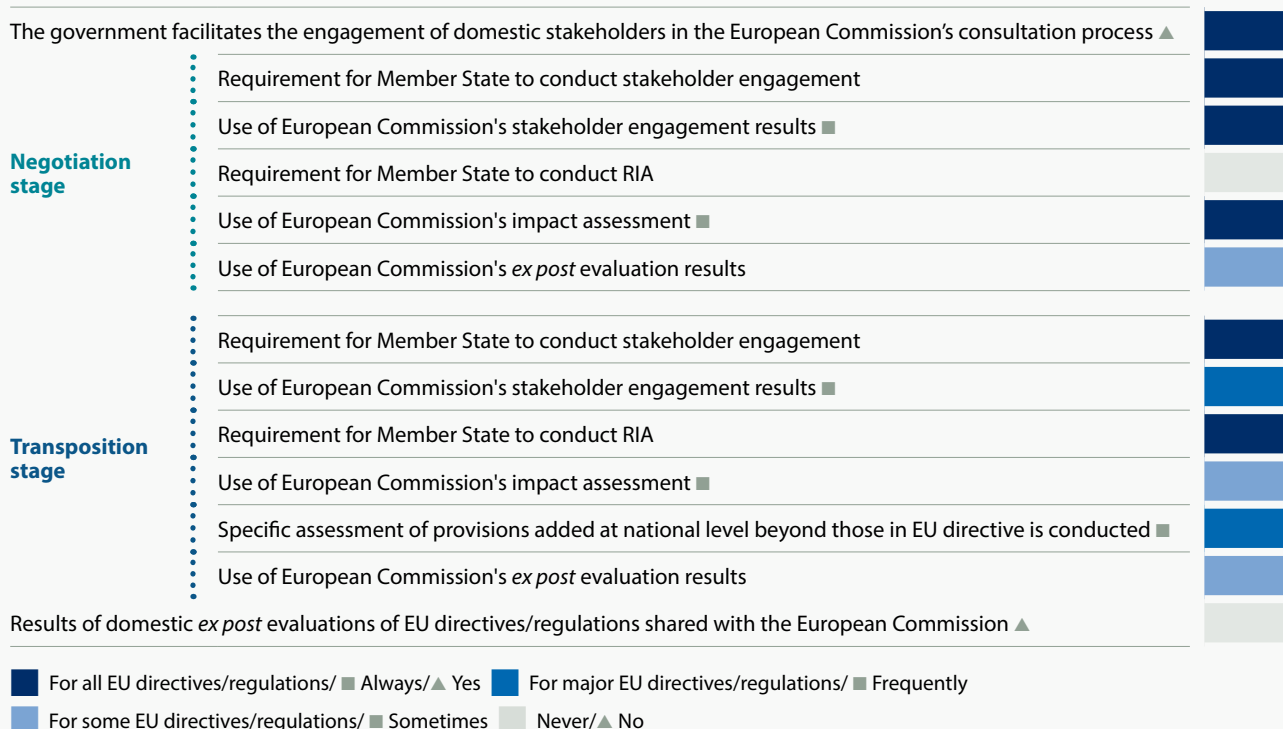 The government facilitates the engagement of domestic stakeholders in the European Commission’s consultation process ▲
Requirement for Member State to conduct stakeholder engagement
Use of European Commission's stakeholder engagement results ■
Negotiation
stage
Requirement for Member State to conduct RIA
Use of European Commission's impact assessment ■
Use of European Commission's ex post evaluation results
Requirement for Member State to conduct stakeholder engagement
Use of European Commission's stakeholder engagement results ■
Requirement for Member State to conduct RIA
Transposition
stage
Use of European Commission's impact assessment ■
Specific assessment of provisions added at national level beyond those in EU directive is conducted ■
Use of European Commission's ex post evaluation results
Results of domestic ex post evaluations of EU directives/regulations shared with the European Commission ▲
For all EU directives/regulations/ ■ Always/▲ Yes For major EU directives/regulations/ ■ Frequently
For some EU directives/regulations/ ■ Sometimes Never/▲ No